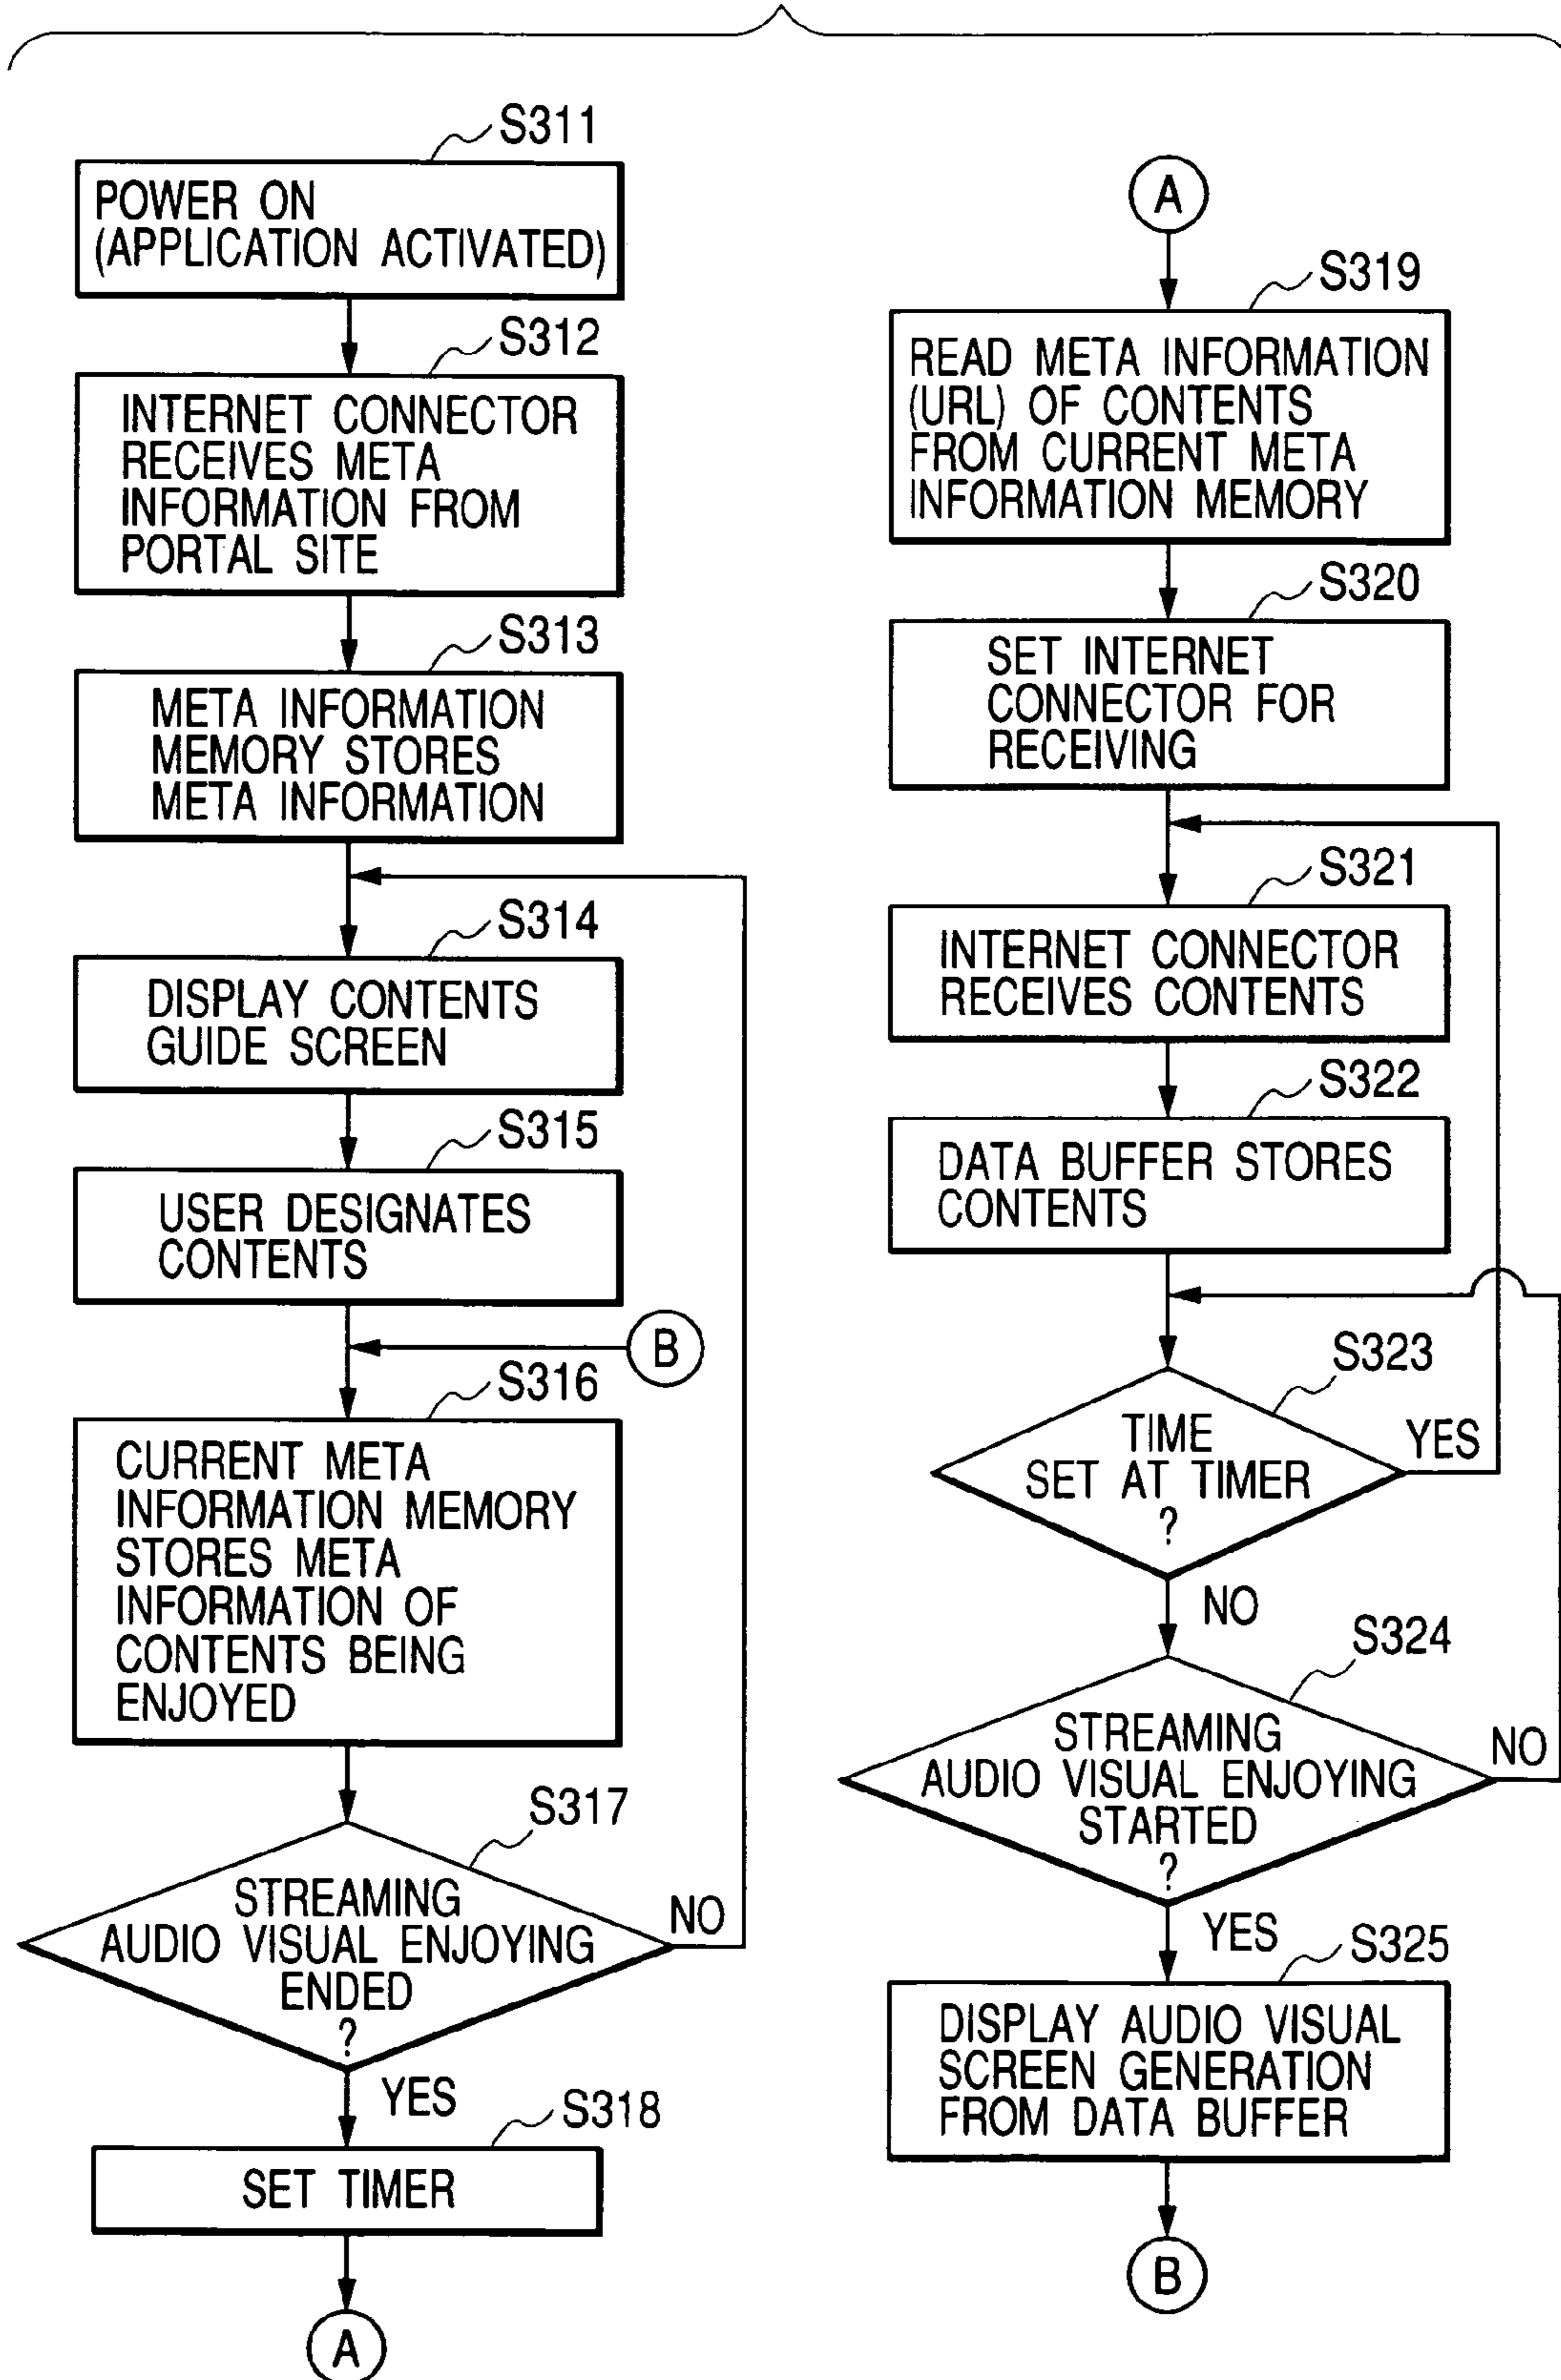 S311
POWER ON
(APPLICATION ACTIVATED)
S312
INTERNET CONNECTOR
RECEIVES META
INFORMATION FROM
PORTAL SITE
S313
META INFORMATION
MEMORY STORES
META INFORMATION
S314
DISPLAY CONTENTS
GUIDE SCREEN
S315
USER DESIGNATES
CONTENTS
B
S316
CURRENT META
INFORMATION MEMORY
STORES META
INFORMATION OF
CONTENTS BEING
ENJOYED
S317
STREAMING
AUDIO VISUAL ENJOYING
ENDED
?
NO
YES
S318
SET TIMER
A
A
S319
READ META INFORMATION
(URL) OF CONTENTS
FROM CURRENT META
INFORMATION MEMORY
S320
SET INTERNET
CONNECTOR FOR
RECEIVING
S321
INTERNET CONNECTOR
RECEIVES CONTENTS
S322
DATA BUFFER STORES
CONTENTS
S323
TIME
SET AT TIMER
?
YES
NO
S324
STREAMING
AUDIO VISUAL ENJOYING
STARTED
?
NO
YES
S325
DISPLAY AUDIO VISUAL
SCREEN GENERATION
FROM DATA BUFFER
B